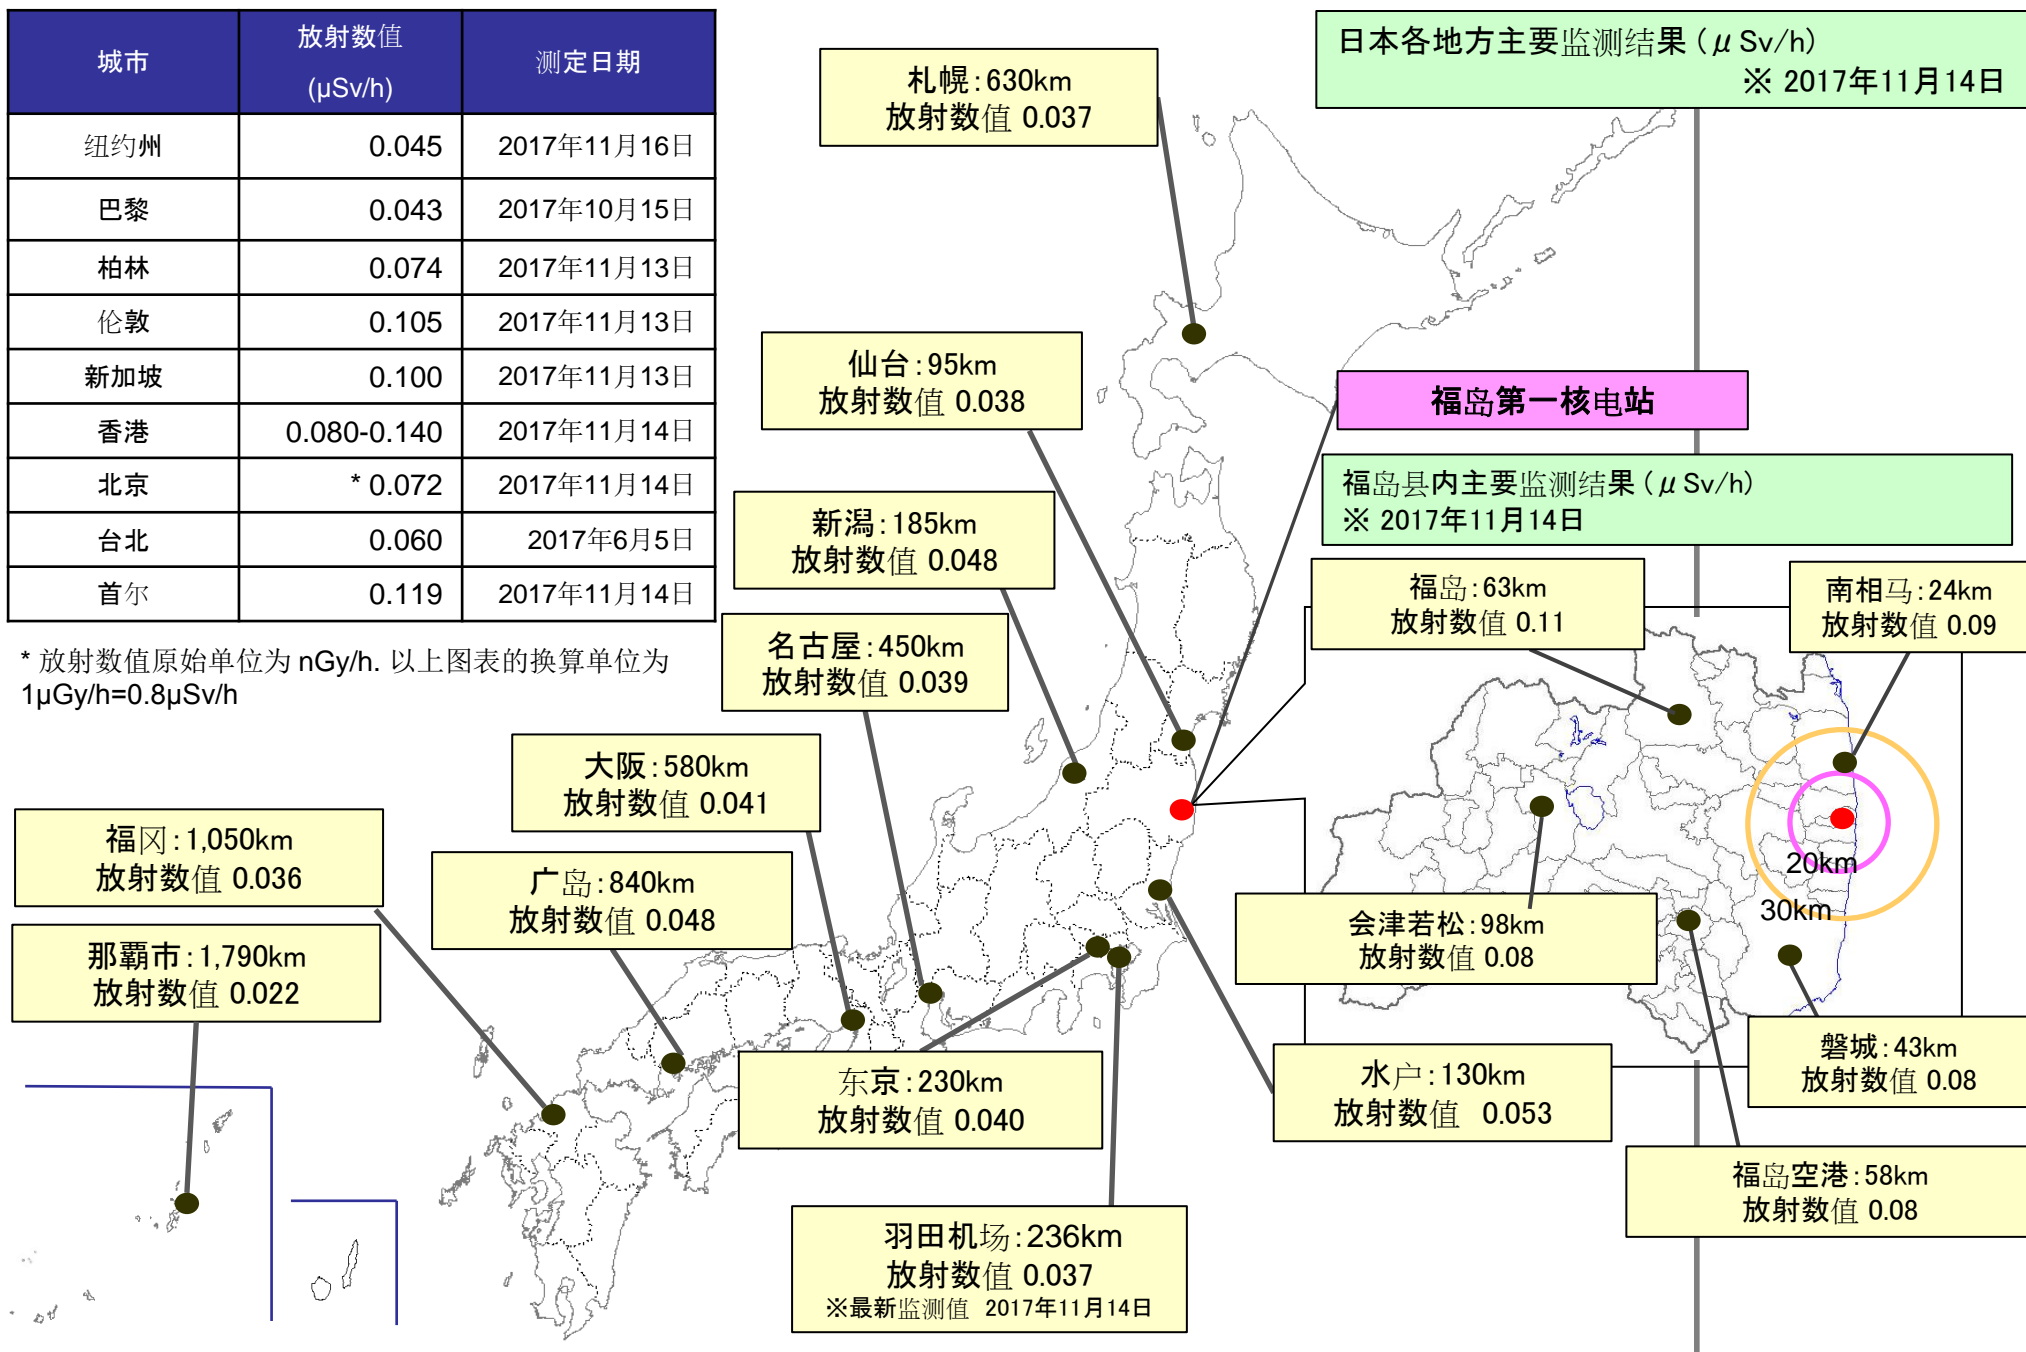 城市 放射数值 (μSv/h) 测定日期
纽约州 0.045 2017年11月16日
巴黎 0.043 2017年10月15日
柏林 0.074 2017年11月13日
伦敦 0.105 2017年11月13日
新加坡 0.100 2017年11月13日
香港 0.080-0.140 2017年11月14日
北京 * 0.072 2017年11月14日
台北 0.060 2017年6月5日
首尔 0.119 2017年11月14日
* 放射数值原始单位为 nGy/h. 以上图表的换算单位为
1μGy/h=0.8μSv/h
日本各地方主要监测结果(μ Sv/h)
※ 2017年11月14日
札幌:630km
放射数值 0.037
仙台:95km
放射数值 0.038
福岛第一核电站
福岛县内主要监测结果(μ Sv/h)
※ 2017年11月14日
新潟:185km
放射数值 0.048
福岛:63km
放射数值 0.11
南相马:24km
放射数值 0.09
名古屋:450km
放射数值 0.039
大阪:580km
放射数值 0.041
福冈:1,050km
放射数值 0.036
广岛:840km
放射数值 0.048
20km
30km
会津若松:98km
放射数值 0.08
那覇市:1,790km
放射数值 0.022
东京:230km
放射数值 0.040
水户:130km
放射数值 0.053
磐城:43km
放射数值 0.08
福岛空港:58km
放射数值 0.08
羽田机场:236km
放射数值 0.037
※最新监测值 2017年11月14日